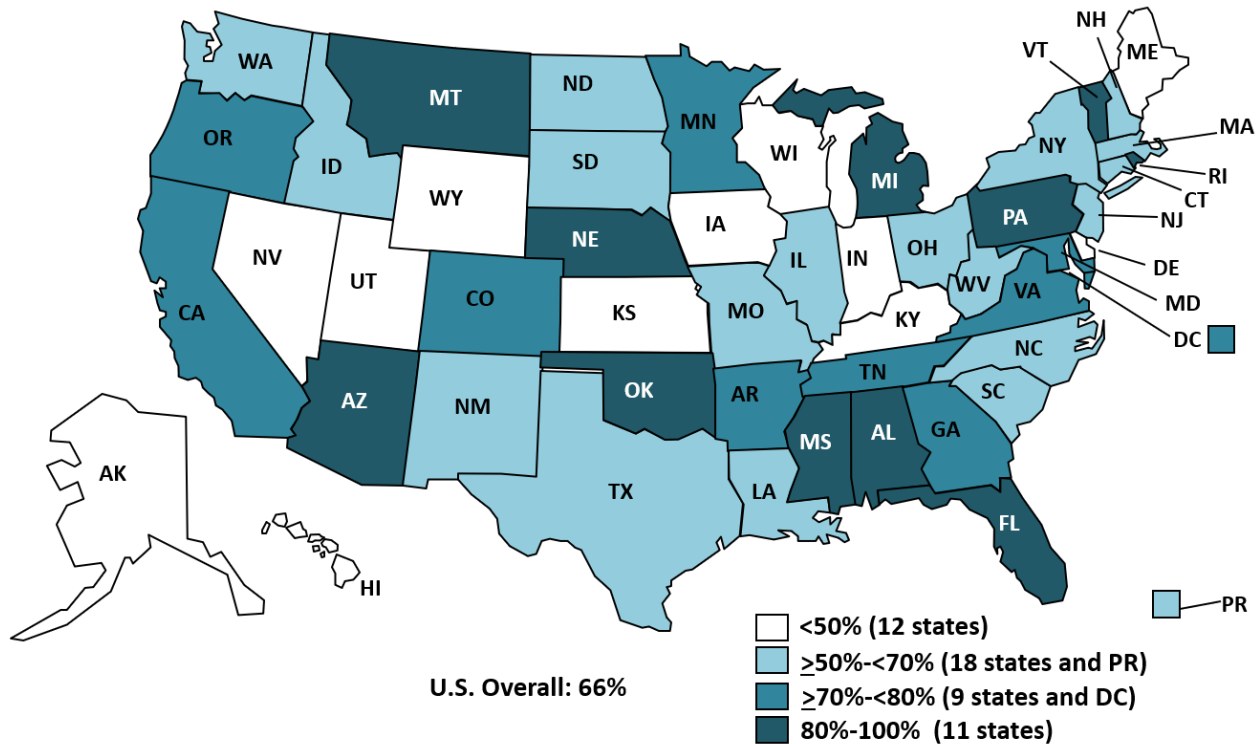 NH
ME
VT
WA
ND
MT
MN
MA
OR
NY
WI
ID
SD
MI
RI
WY
CT
PA
NJ
IA
NE
OH
NV
IL
IN
DE
UT
WV
CO
VA
MD
CA
KS
MO
KY
DC
NC
TN
OK
AR
SC
AZ
NM
MS
AL
GA
AK
TX
LA
FL
HI
PR
<50% (12 states)
≥50%-<70% (18 states and PR)
U.S. Overall: 66%
≥70%-<80% (9 states and DC)
80%-100% (11 states)